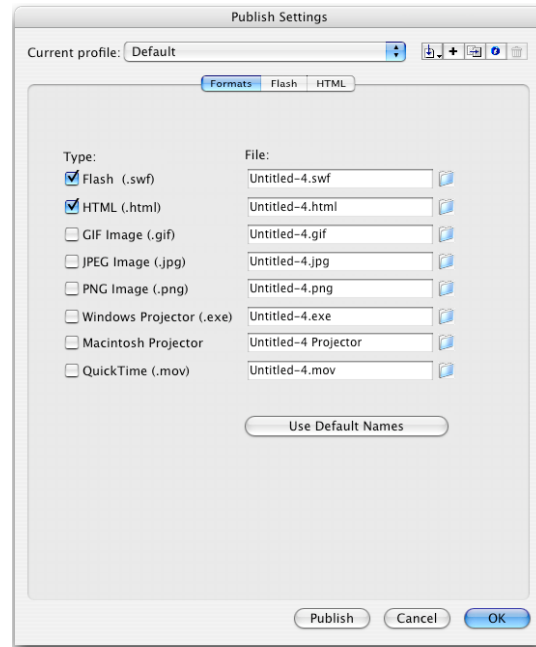 Publish Settings
Current profile: Default
Formats Flash HTML
Type: File:
Flash (.swf) Untitled-4.swf
HTML (.html) Untitled-4.html
GIF Image (.gif) Untitled-4.gif
JPEG Image (.jpg) Untitled-4.jpg
PNG Image (.png) Untitled-4.png
Windows Projector (.exe) Untitled-4.exe
Macintosh Projector Untitled-4 Projector
QuickTime (.mov) Untitled-4.mov
Use Default Names
Publish Cancel OK